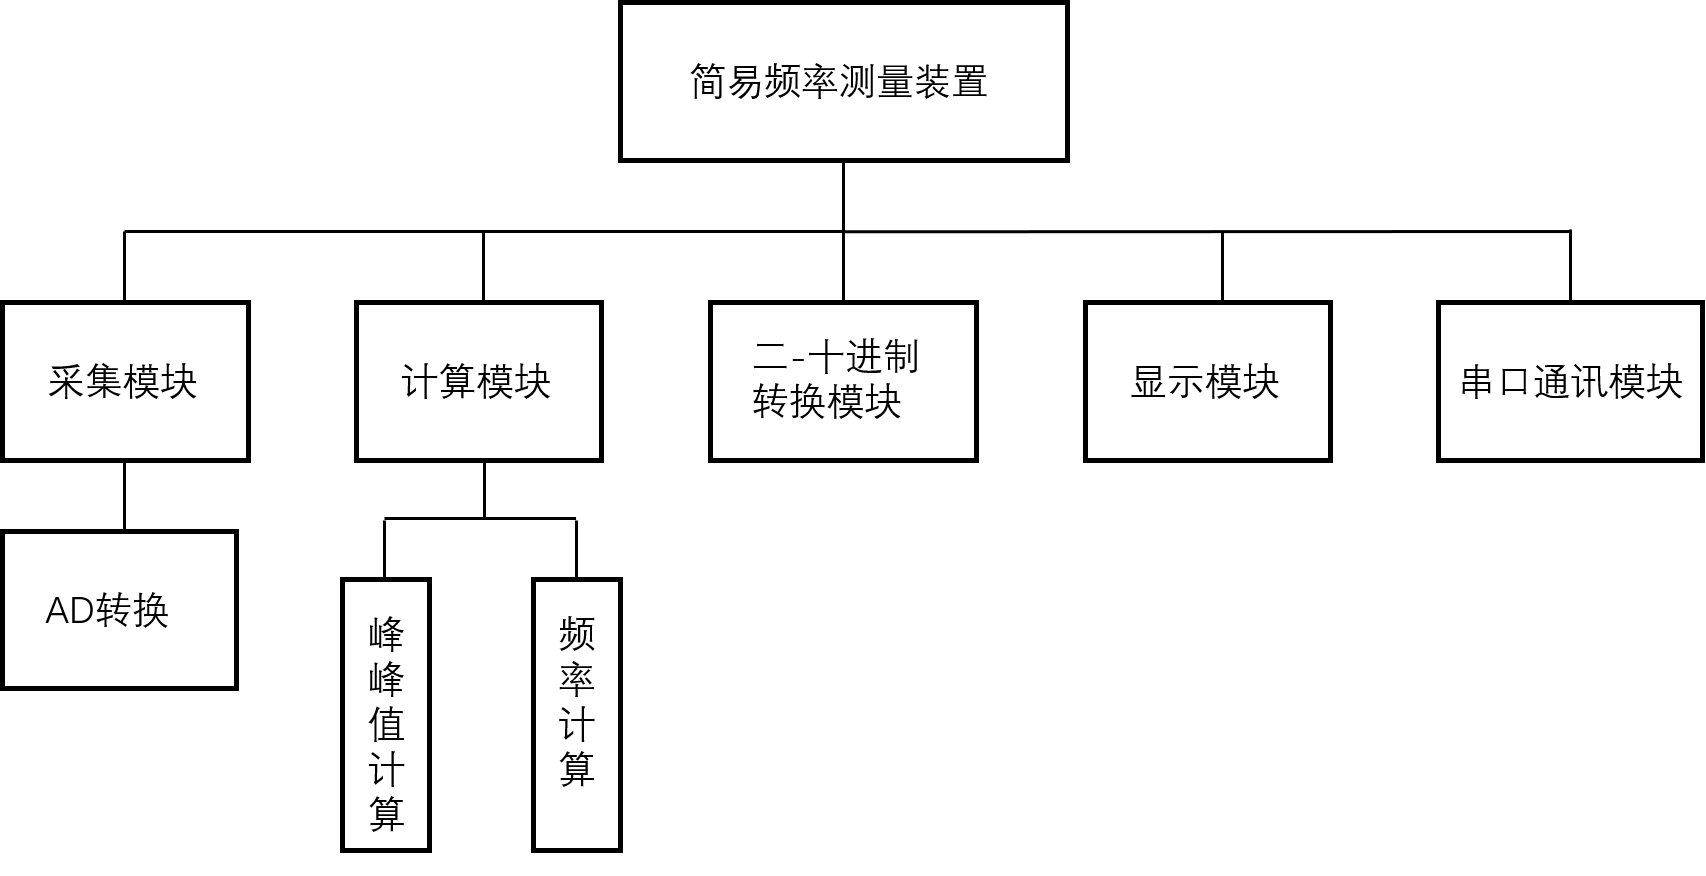 简易频率测量装置
采集模块
计算模块
二-十进制
转换模块
显示模块
串口通讯模块
AD转换
峰峰值计算
频率计算